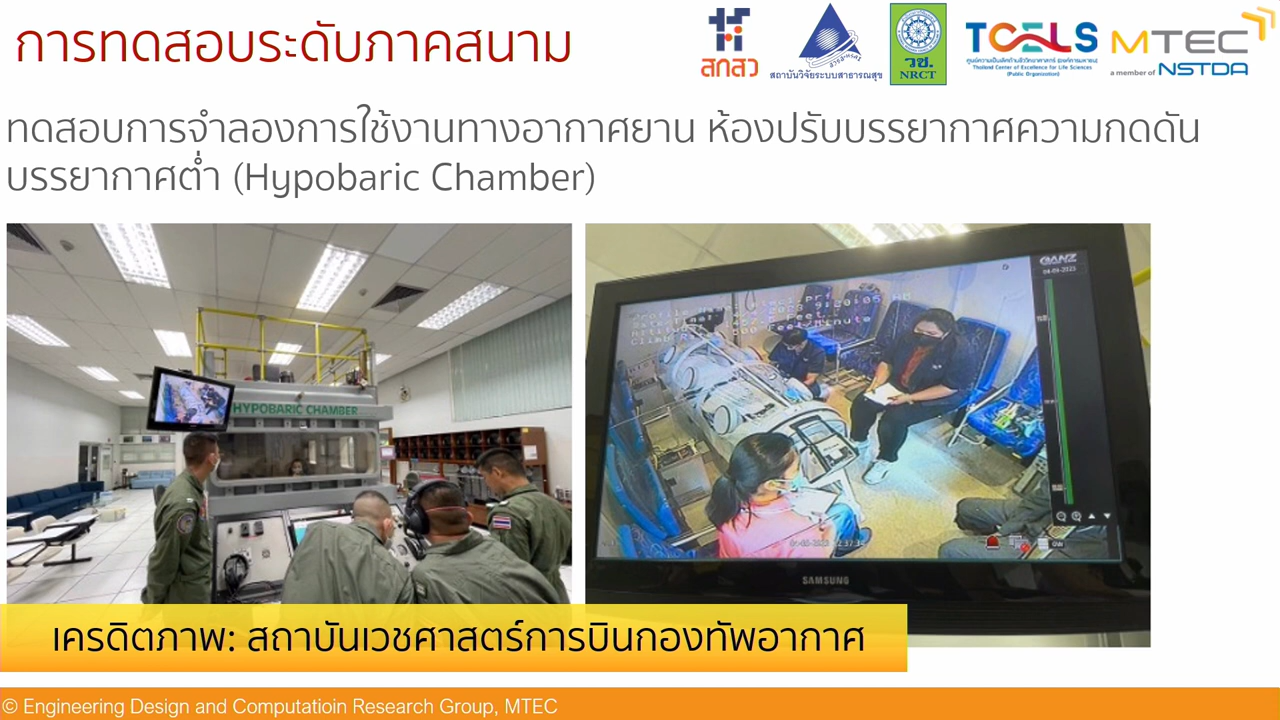 การทดสอบระดับภาคสนาม
สกสว
สถาบันวิจัยระบบสาธารณสุข
วช.
NRCT
TCELS
ศูนย์ความเป็นเลิศด้านชีววิทยาศาสตร์ (องค์การมหาชน)
Thailand Center of Excellence for Life Sciences
(Public Organization)
MTEC
a member of NSTDA
ทดสอบการจำลองการใช้งานทางอากาศยาน ห้องปรับบรรยากาศความกดดัน
บรรยากาศต่ำ (Hypobaric Chamber)
HYPOBARIC CHAMBER
GANZ
04-09-2023
SAMSUNG
เครดิตภาพ: สถาบันเวชศาสตร์การบินกองทัพอากาศ
© Engineering Design and Computatioin Research Group, MTEC